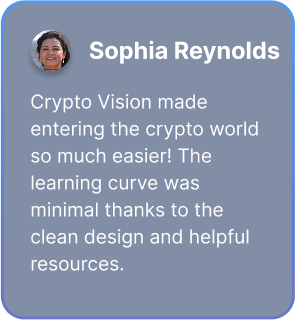 Sophia Reynolds
Crypto Vision made
entering the crypto world
so much easier! The
learning curve was
minimal thanks to the
clean design and helpful
resources.